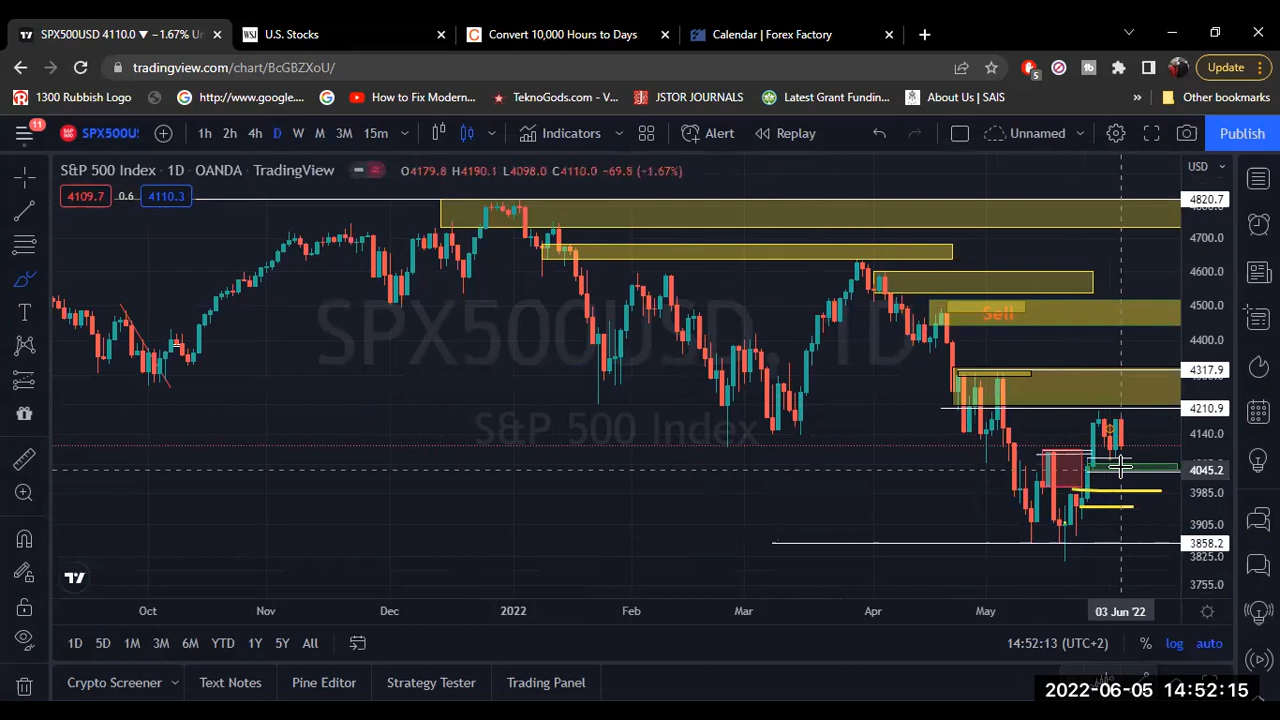 SPX500USD 4110.0 ▼ −1.67% Un
U.S. Stocks
Convert 10,000 Hours to Days
Calendar | Forex Factory
tradingview.com/chart/BcGBZXoU/
5
Update
1300 Rubbish Logo
http://www.google....
How to Fix Modern...
TeknoGods.com - V...
JSTOR JOURNALS
Latest Grant Fundin...
About Us | SAIS
Other bookmarks
11
SPX500U
1h 2h 4h D W M 3M 15m
Indicators
Alert
Replay
Unnamed
Publish
S&P 500 Index · 1D · OANDA · TradingView
O4179.8 H4190.1 L4098.0 C4110.0 −69.8 (−1.67%)
USD
4109.7 0.6 4110.3
4820.7
4700.0
4600.0
4500.0
4400.0
4317.9
4210.9
4140.0
4045.2
3985.0
3905.0
3858.2
3825.0
3755.0
SPX500USD, 1D
S&P 500 Index
Sell
Oct Nov Dec 2022 Feb Mar Apr May 03 Jun '22
1D 5D 1M 3M 6M YTD 1Y 5Y All
14:52:13 (UTC+2) % log auto
Crypto Screener Text Notes Pine Editor Strategy Tester Trading Panel
2022-06-05 14:52:15